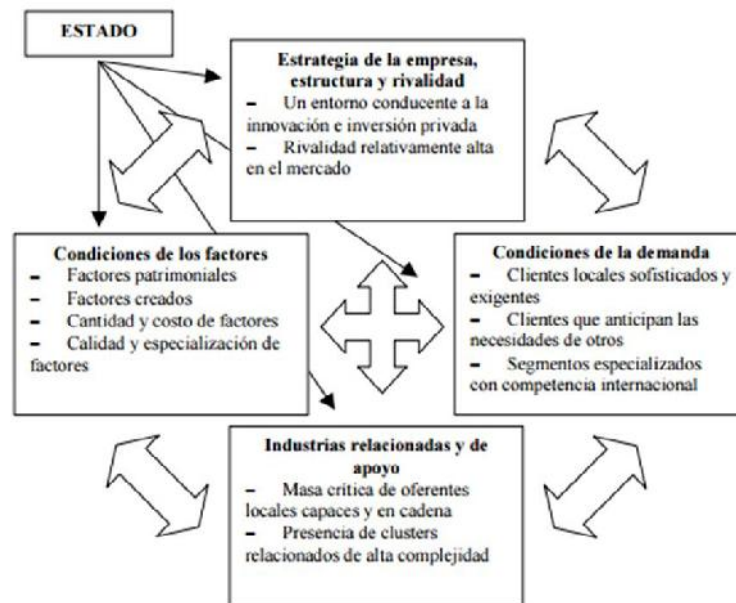 ESTADO
Estrategia de la empresa,
estructura y rivalidad
– Un entorno conducente a la
innovación e inversión privada
– Rivalidad relativamente alta
en el mercado
Condiciones de los factores
– Factores patrimoniales
– Factores creados
– Cantidad y costo de factores
– Calidad y especialización de
factores
Condiciones de la demanda
– Clientes locales sofisticados y
exigentes
– Clientes que anticipan las
necesidades de otros
– Segmentos especializados
con competencia internacional
Industrias relacionadas y de
apoyo
– Masa crítica de oferentes
locales capaces y en cadena
– Presencia de clusters
relacionados de alta complejidad